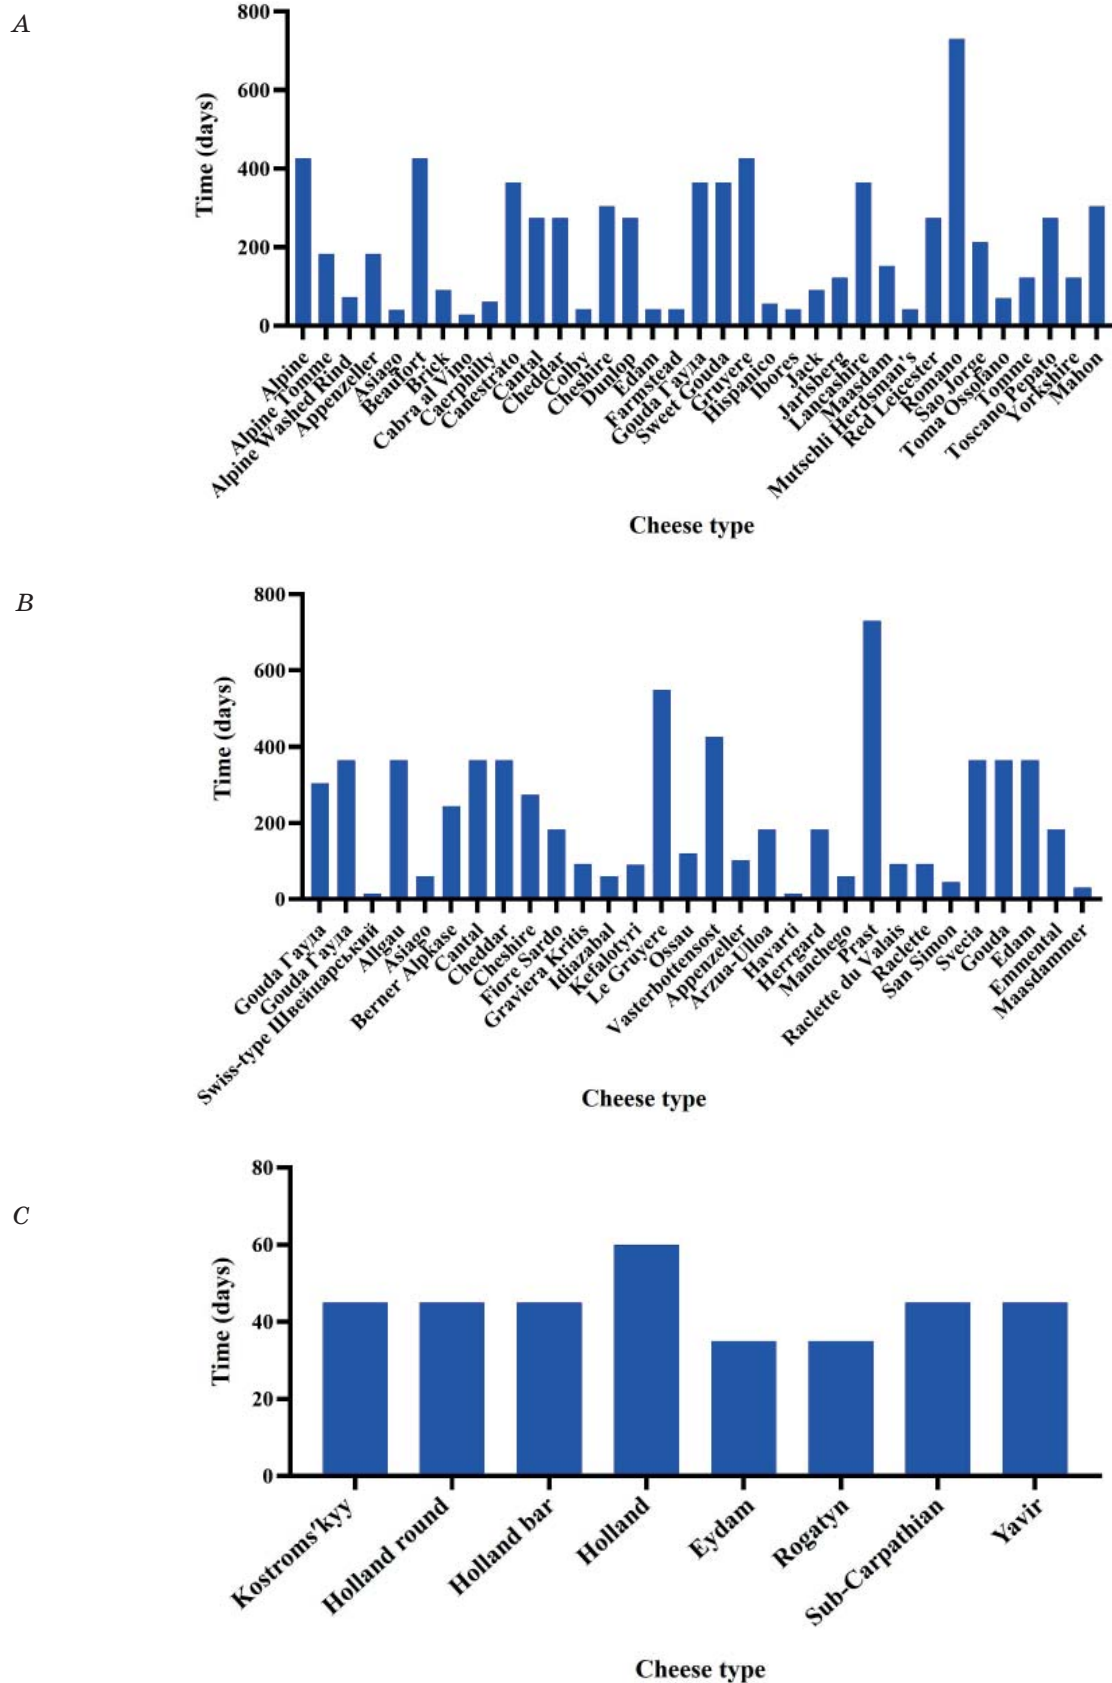 A
800
600
400
200
0
Time (days)
Alpine
Alpine Tomme
Alpine Washed Rind
Appenzeller
Asiago
Beaufort
Brick
Cabra al Vino
Caerphilly
Canestrato
Cantal
Cheddar
Colby
Cheshire
Dunlop
Edam
Farmstead
Gouda Гауда
Sweet Gouda
Gruyere
Hispanico
Ibores
Jack
Jarlsberg
Lancashire
Maasdam
Mutschli Herdsman's
Red Leicester
Romano
Sao Jorge
Toma Ossolano
Tomme
Toscano Pepato
Yorkshire
Mahon
Cheese type
B
800
600
400
200
0
Time (days)
Gouda Гауда
Gouda Гауда
Swiss-type Швейцарський
Allgau
Asiago
Berner Alpkase
Cantal
Cheddar
Cheshire
Fiore Sardo
Graviera Kritis
Idiazabal
Kefalotyri
Le Gruyere
Ossau
Vasterbottensost
Appenzeller
Arzua-Ulloa
Havarti
Herrgard
Manchego
Prast
Raclette du Valais
Raclette
San Simon
Svecia
Gouda
Edam
Emmental
Maasdammer
Cheese type
C
80
60
40
20
0
Time (days)
Kostroms'kyy
Holland round
Holland bar
Holland
Eydam
Rogatyn
Sub-Carpathian
Yavir
Cheese type